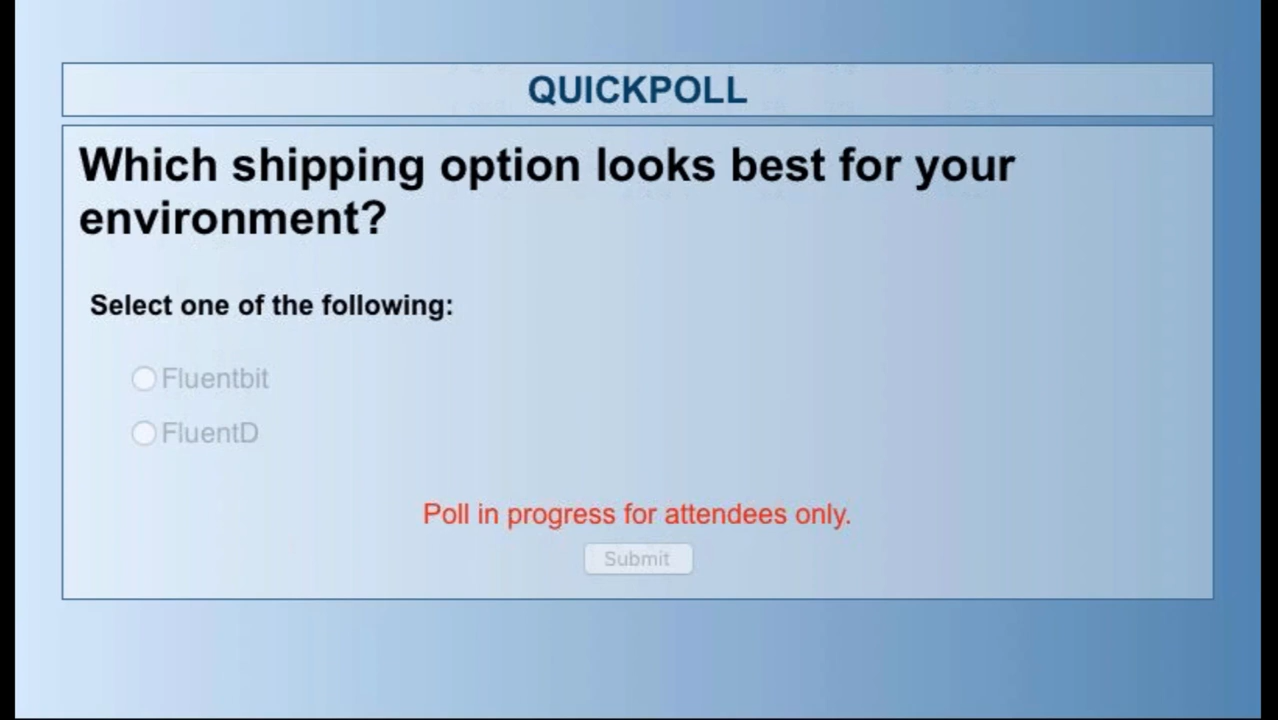 QUICKPOLL
Which shipping option looks best for your
environment?
Select one of the following:
Fluentbit
FluentD
Poll in progress for attendees only.
Submit